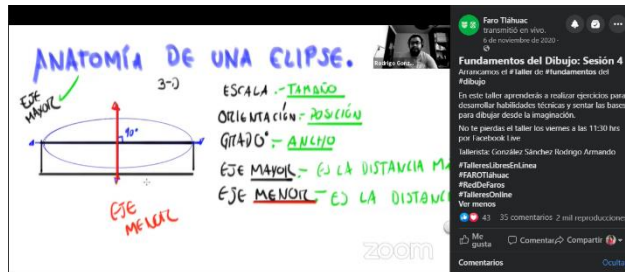 ANATOMÍA DE UNA ELIPSE.
EJE
MAYOR
3-D
90°
EJE
MENOR
ESCALA.- TAMAÑO
ORIENTACIÓN.- POSICIÓN
GRADO°.- ANCHO
EJE MAYOR.- ES LA DISTANCIA MA
EJE MENOR.- ES LA DISTANCI
zoom
Rodrigo Gonz...
Faro Tláhuac
transmitió en vivo.
6 de noviembre de 2020 ·
Fundamentos del Dibujo: Sesión 4
Arrancamos el #Taller de #fundamentos del
#dibujo
En este taller aprenderás a realizar ejercicios para
desarrollar habilidades técnicas y sentar las bases
para dibujar desde la imaginación.
No te pierdas el taller los viernes a las 11:30 hrs
por Facebook Live
Tallerista: González Sánchez Rodrigo Armando
#TalleresLibresEnLínea
#FAROTláhuac
#RedDeFaros
#TalleresOnline
Ver menos
43 35 comentarios 2 mil reproducciones
Me gusta Comentar Compartir
Comentarios Ocultar